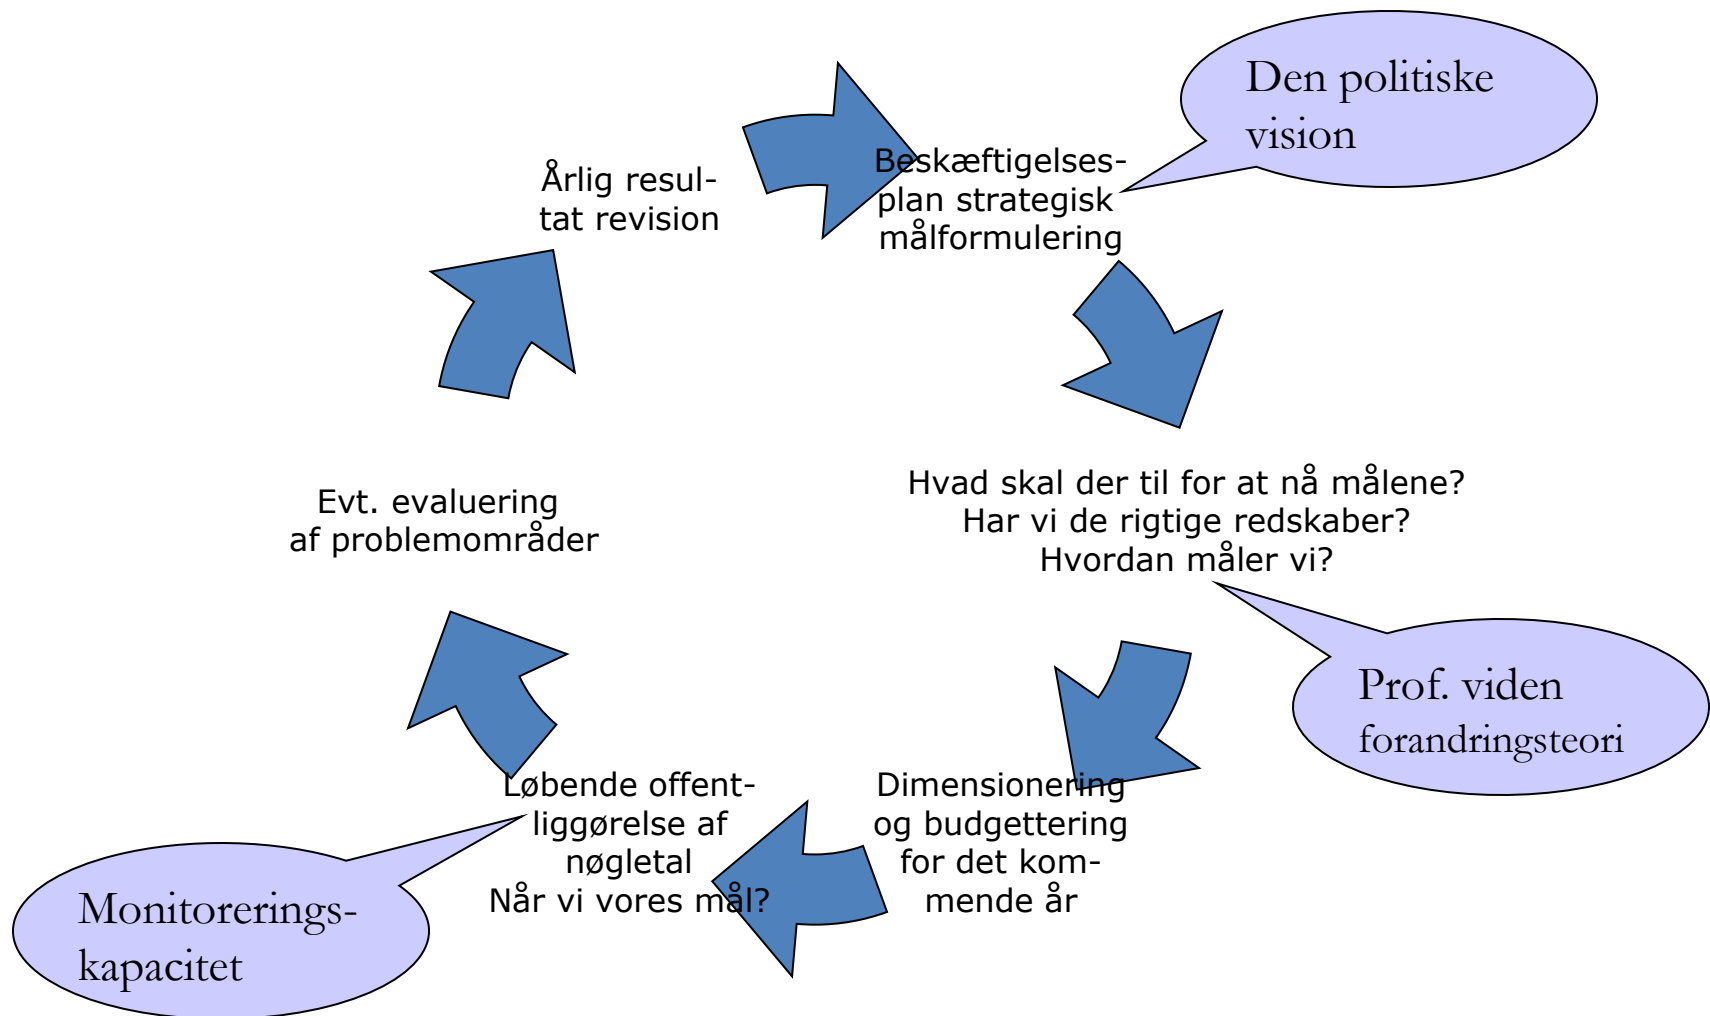 Den politiske
vision
Årlig resul-
tat revision
Beskæftigelses-
plan strategisk
målformulering
Hvad skal der til for at nå målene?
Har vi de rigtige redskaber?
Hvordan måler vi?
Evt. evaluering
af problemområder
Prof. viden
forandringsteori
Dimensionering
og budgettering
for det kom-
mende år
Løbende offent-
liggørelse af
nøgletal
Når vi vores mål?
Monitorerings-
kapacitet